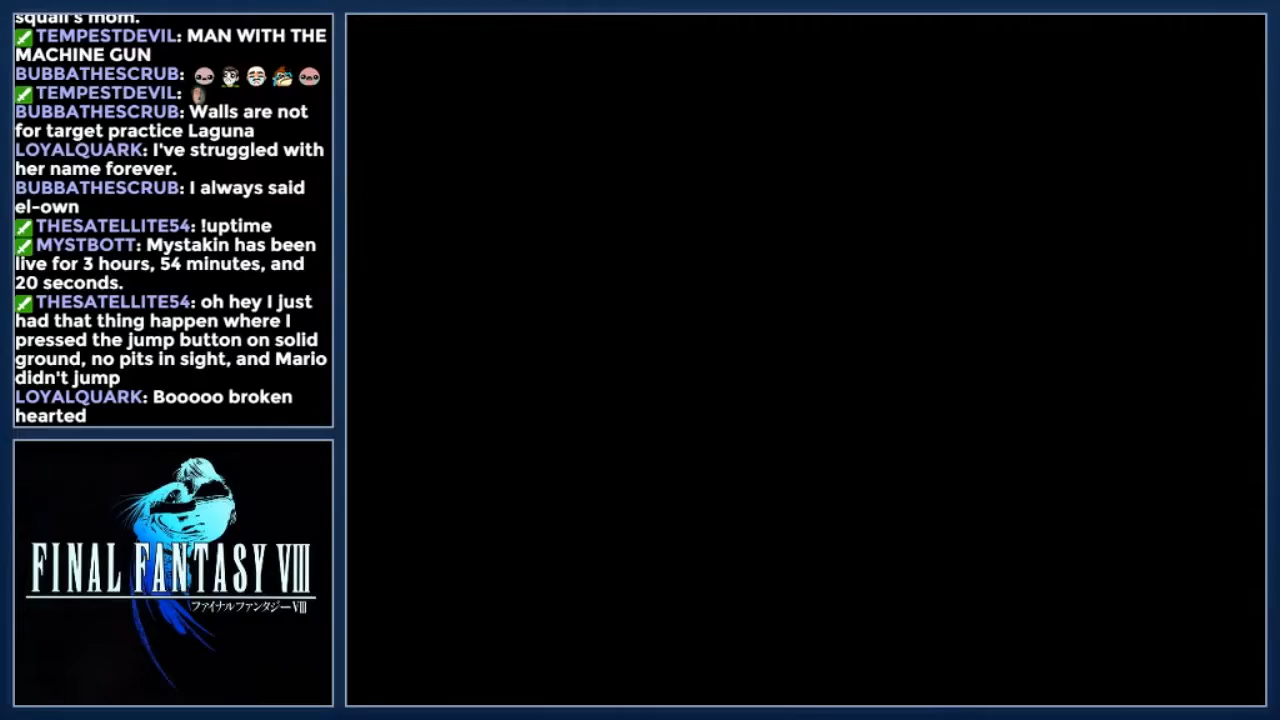 squall's mom.
TEMPESTDEVIL: MAN WITH THE
MACHINE GUN
BUBBATHESCRUB:
TEMPESTDEVIL:
BUBBATHESCRUB: Walls are not
for target practice Laguna
LOYALQUARK: I've struggled with
her name forever.
BUBBATHESCRUB: I always said
el-own
THESATELLITE54: !uptime
MYSTBOTT: Mystakin has been
live for 3 hours, 54 minutes, and
20 seconds.
THESATELLITE54: oh hey I just
had that thing happen where I
pressed the jump button on solid
ground, no pits in sight, and Mario
didn't jump
LOYALQUARK: Booooo broken
hearted
FINAL FANTASY VIII
ファイナルファンタジーVIII